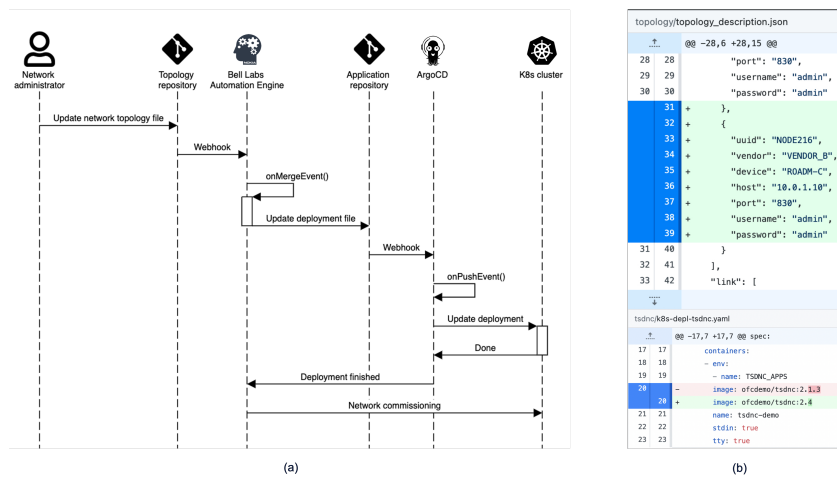 Network
administrator
Topology
repository
Bell Labs
Automation Engine
Application
repository
ArgoCD
K8s cluster
Update network topology file
Webhook
onMergeEvent()
Update deployment file
Webhook
onPushEvent()
Update deployment
Done
Deployment finished
Network commissioning
(a)
topology/topology_description.json
@@ -28,6 +28,15 @@
28 28 "port": "830",
29 29 "username": "admin",
30 30 "password": "admin"
31 + },
32 + {
33 + "uuid": "NODE216",
34 + "vendor": "VENDOR_B",
35 + "device": "ROADM-C",
36 + "host": "10.0.1.10",
37 + "port": "830",
38 + "username": "admin",
39 + "password": "admin"
31 40 }
32 41 ],
33 42 "link": [
tsdnc/k8s-depl-tsdnc.yaml
@@ -17,7 +17,7 @@ spec:
17 17 containers:
18 18 - env:
19 19 - name: TSDNC_APPS
20 - image: ofcdemo/tsdnc:2.1.3
20 + image: ofcdemo/tsdnc:2.4
21 21 name: tsdnc-demo
22 22 stdin: true
23 23 tty: true
(b)